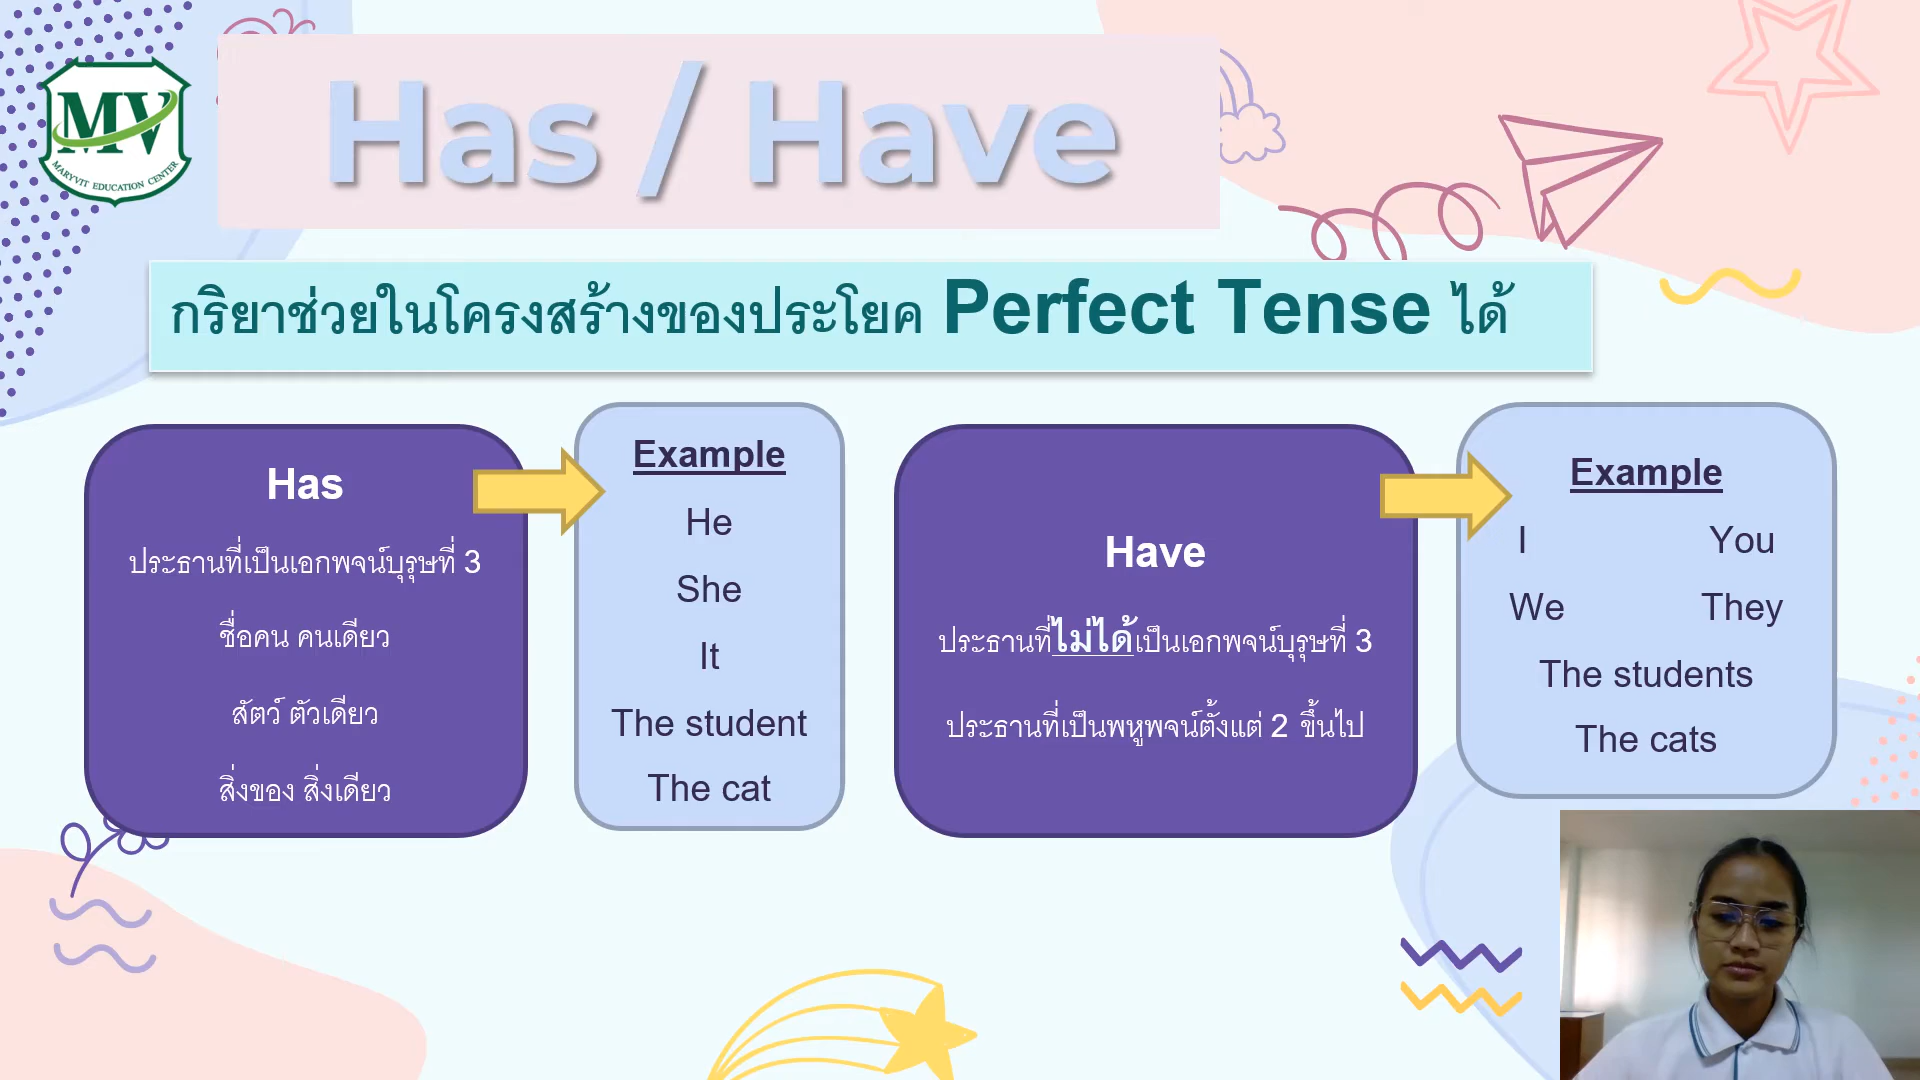 MV
MARYVIT EDUCATION CENTER
Has / Have
กริยาช่วยในโครงสร้างของประโยค Perfect Tense ได้
Has
ประธานที่เป็นเอกพจน์บุรุษที่ 3
ชื่อคน คนเดียว
สัตว์ ตัวเดียว
สิ่งของ สิ่งเดียว
Example
He
She
It
The student
The cat
Have
ประธานที่ไม่ได้เป็นเอกพจน์บุรุษที่ 3
ประธานที่เป็นพหูพจน์ตั้งแต่ 2 ขึ้นไป
Example
I You
We They
The students
The cats